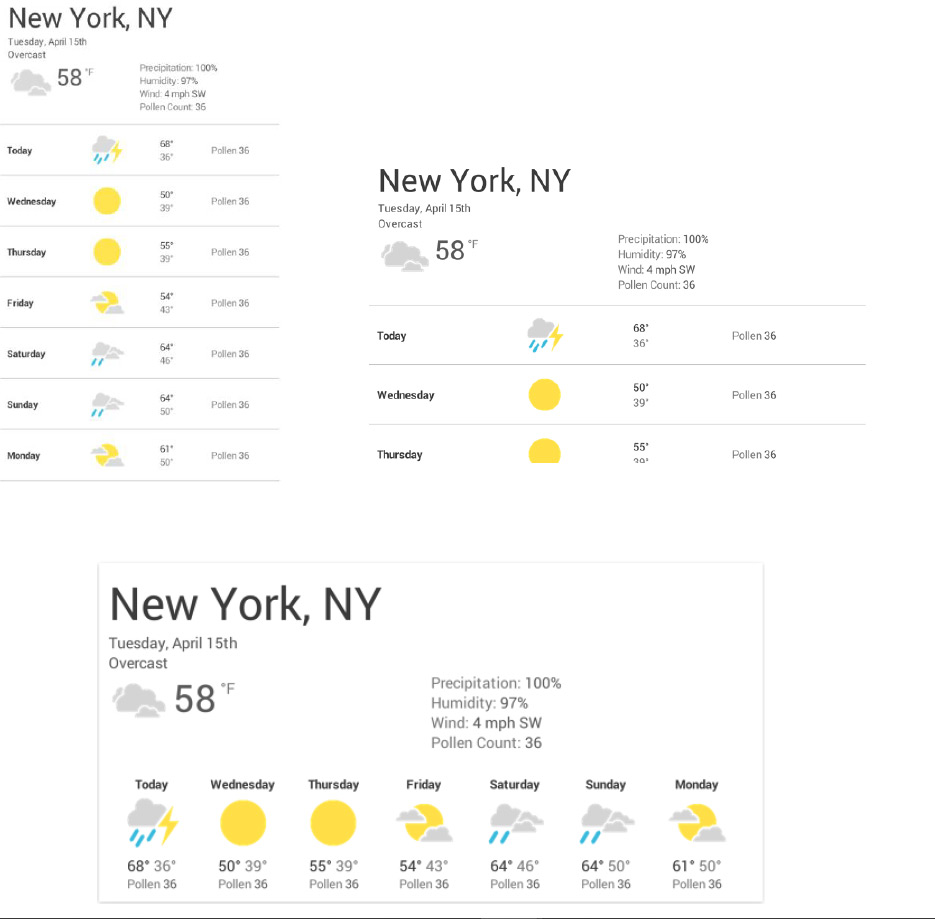 New York, NY
Tuesday, April 15th
Overcast
58 °F
Precipitation: 100%
Humidity: 97%
Wind: 4 mph SW
Pollen Count: 36
Today 68° 36° Pollen 36
Wednesday 50° 39° Pollen 36
Thursday 55° 39° Pollen 36
Friday 54° 43° Pollen 36
Saturday 64° 46° Pollen 36
Sunday 64° 50° Pollen 36
Monday 61° 50° Pollen 36
New York, NY
Tuesday, April 15th
Overcast
58 °F
Precipitation: 100%
Humidity: 97%
Wind: 4 mph SW
Pollen Count: 36
Today 68° 36° Pollen 36
Wednesday 50° 39° Pollen 36
Thursday 55° 39° Pollen 36
New York, NY
Tuesday, April 15th
Overcast
58 °F
Precipitation: 100%
Humidity: 97%
Wind: 4 mph SW
Pollen Count: 36
Today Wednesday Thursday Friday Saturday Sunday Monday
68° 36° 50° 39° 55° 39° 54° 43° 64° 46° 64° 50° 61° 50°
Pollen 36 Pollen 36 Pollen 36 Pollen 36 Pollen 36 Pollen 36 Pollen 36